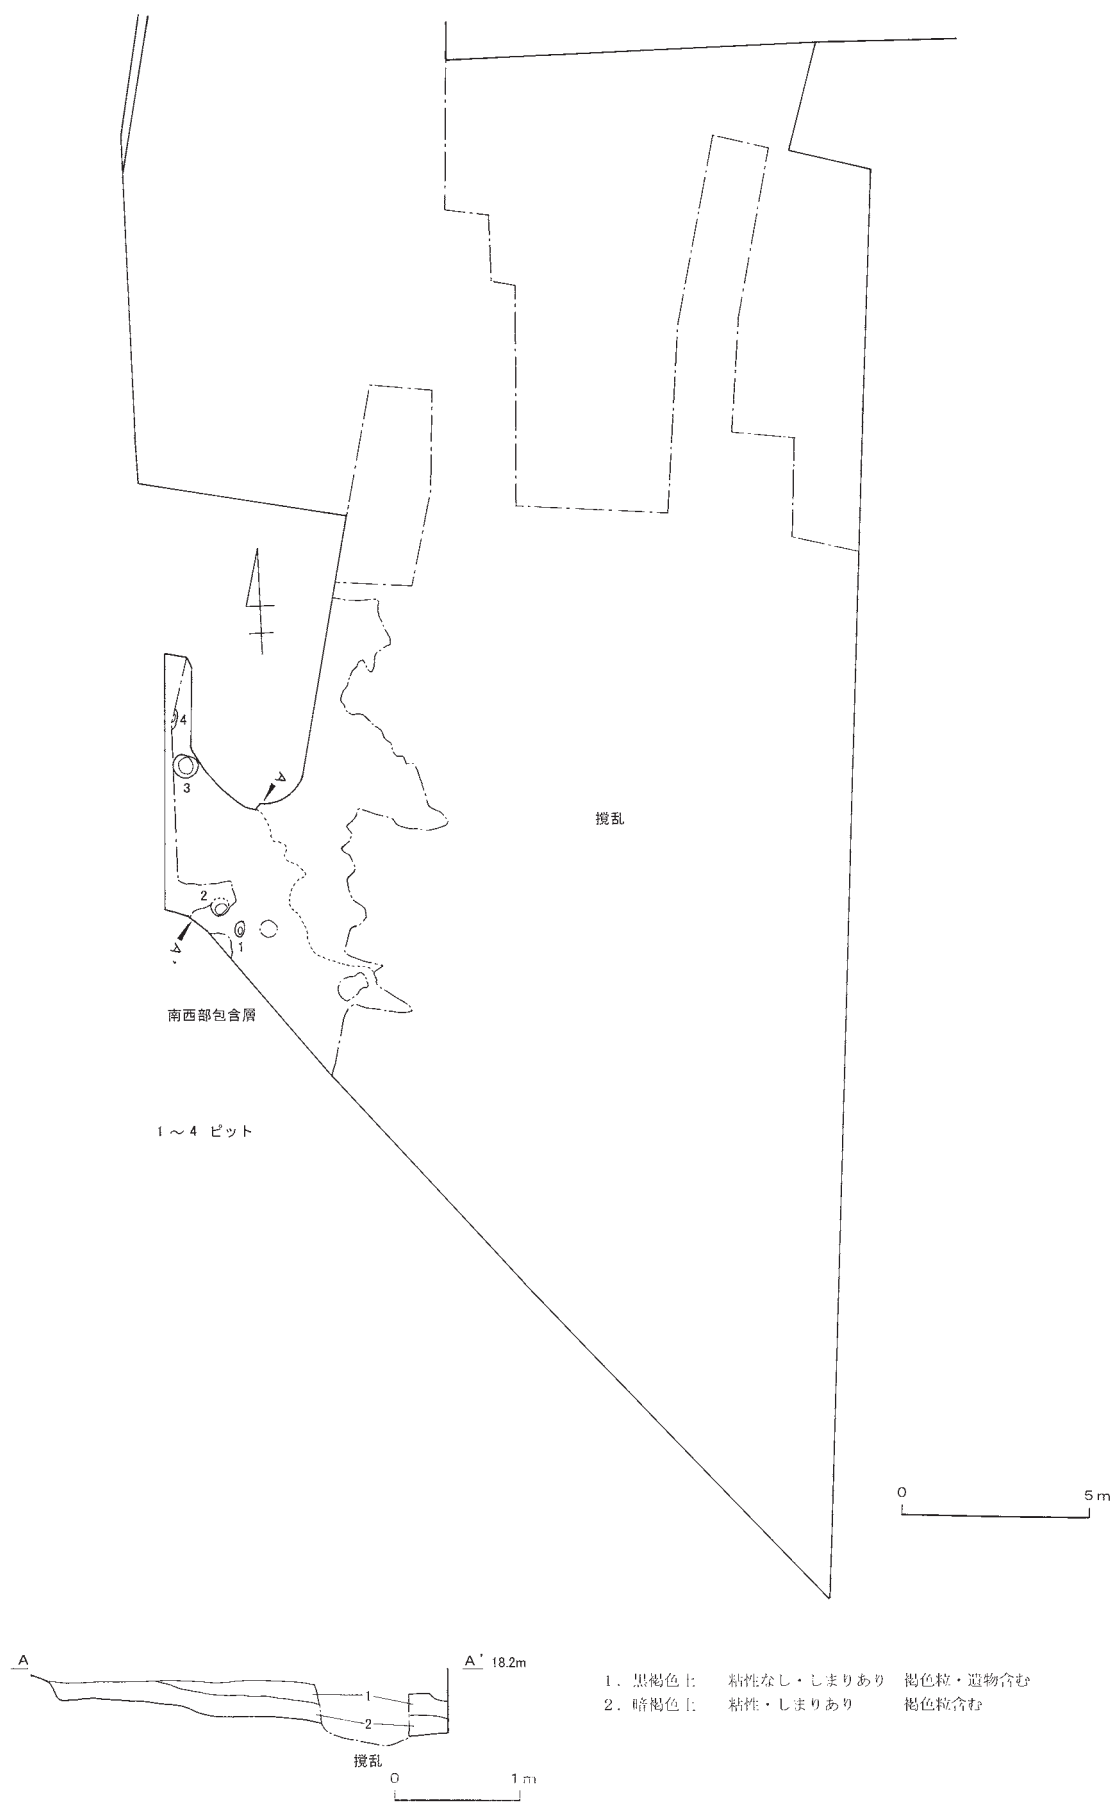 4
3
A
撹乱
2
1
A'
南西部包含層
1～4 ピット
0 5m
A A' 18.2m
1
2
撹乱
0 1m
1. 黒褐色土 粘性なし・しまりあり 褐色粒・遺物含む
2. 暗褐色土 粘性・しまりあり 褐色粒含む